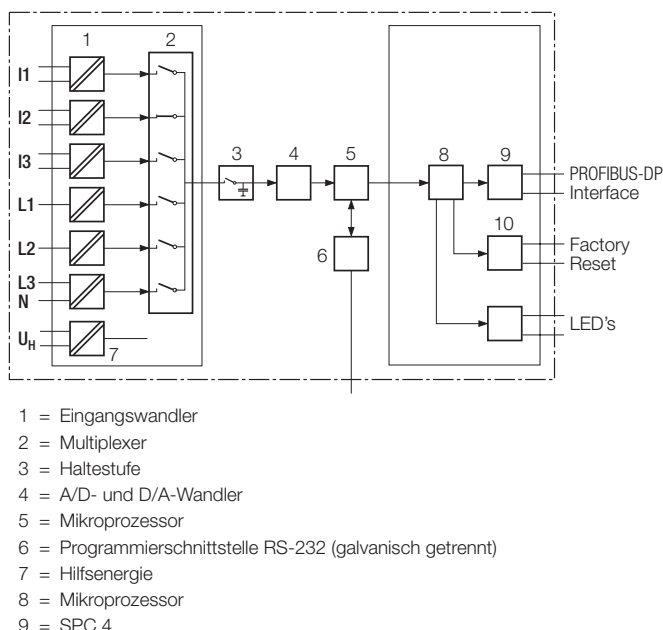 1 2
I1
I2
I3
L1
L2
L3
N
U_H
7
3 4 5
6
8 9
10
PROFIBUS-DP
Interface
Factory
Reset
LED's
1 = Eingangswandler
2 = Multiplexer
3 = Haltestufe
4 = A/D- und D/A-Wandler
5 = Mikroprozessor
6 = Programmierschnittstelle RS-232 (galvanisch getrennt)
7 = Hilfsenergie
8 = Mikroprozessor
9 = SPC 4